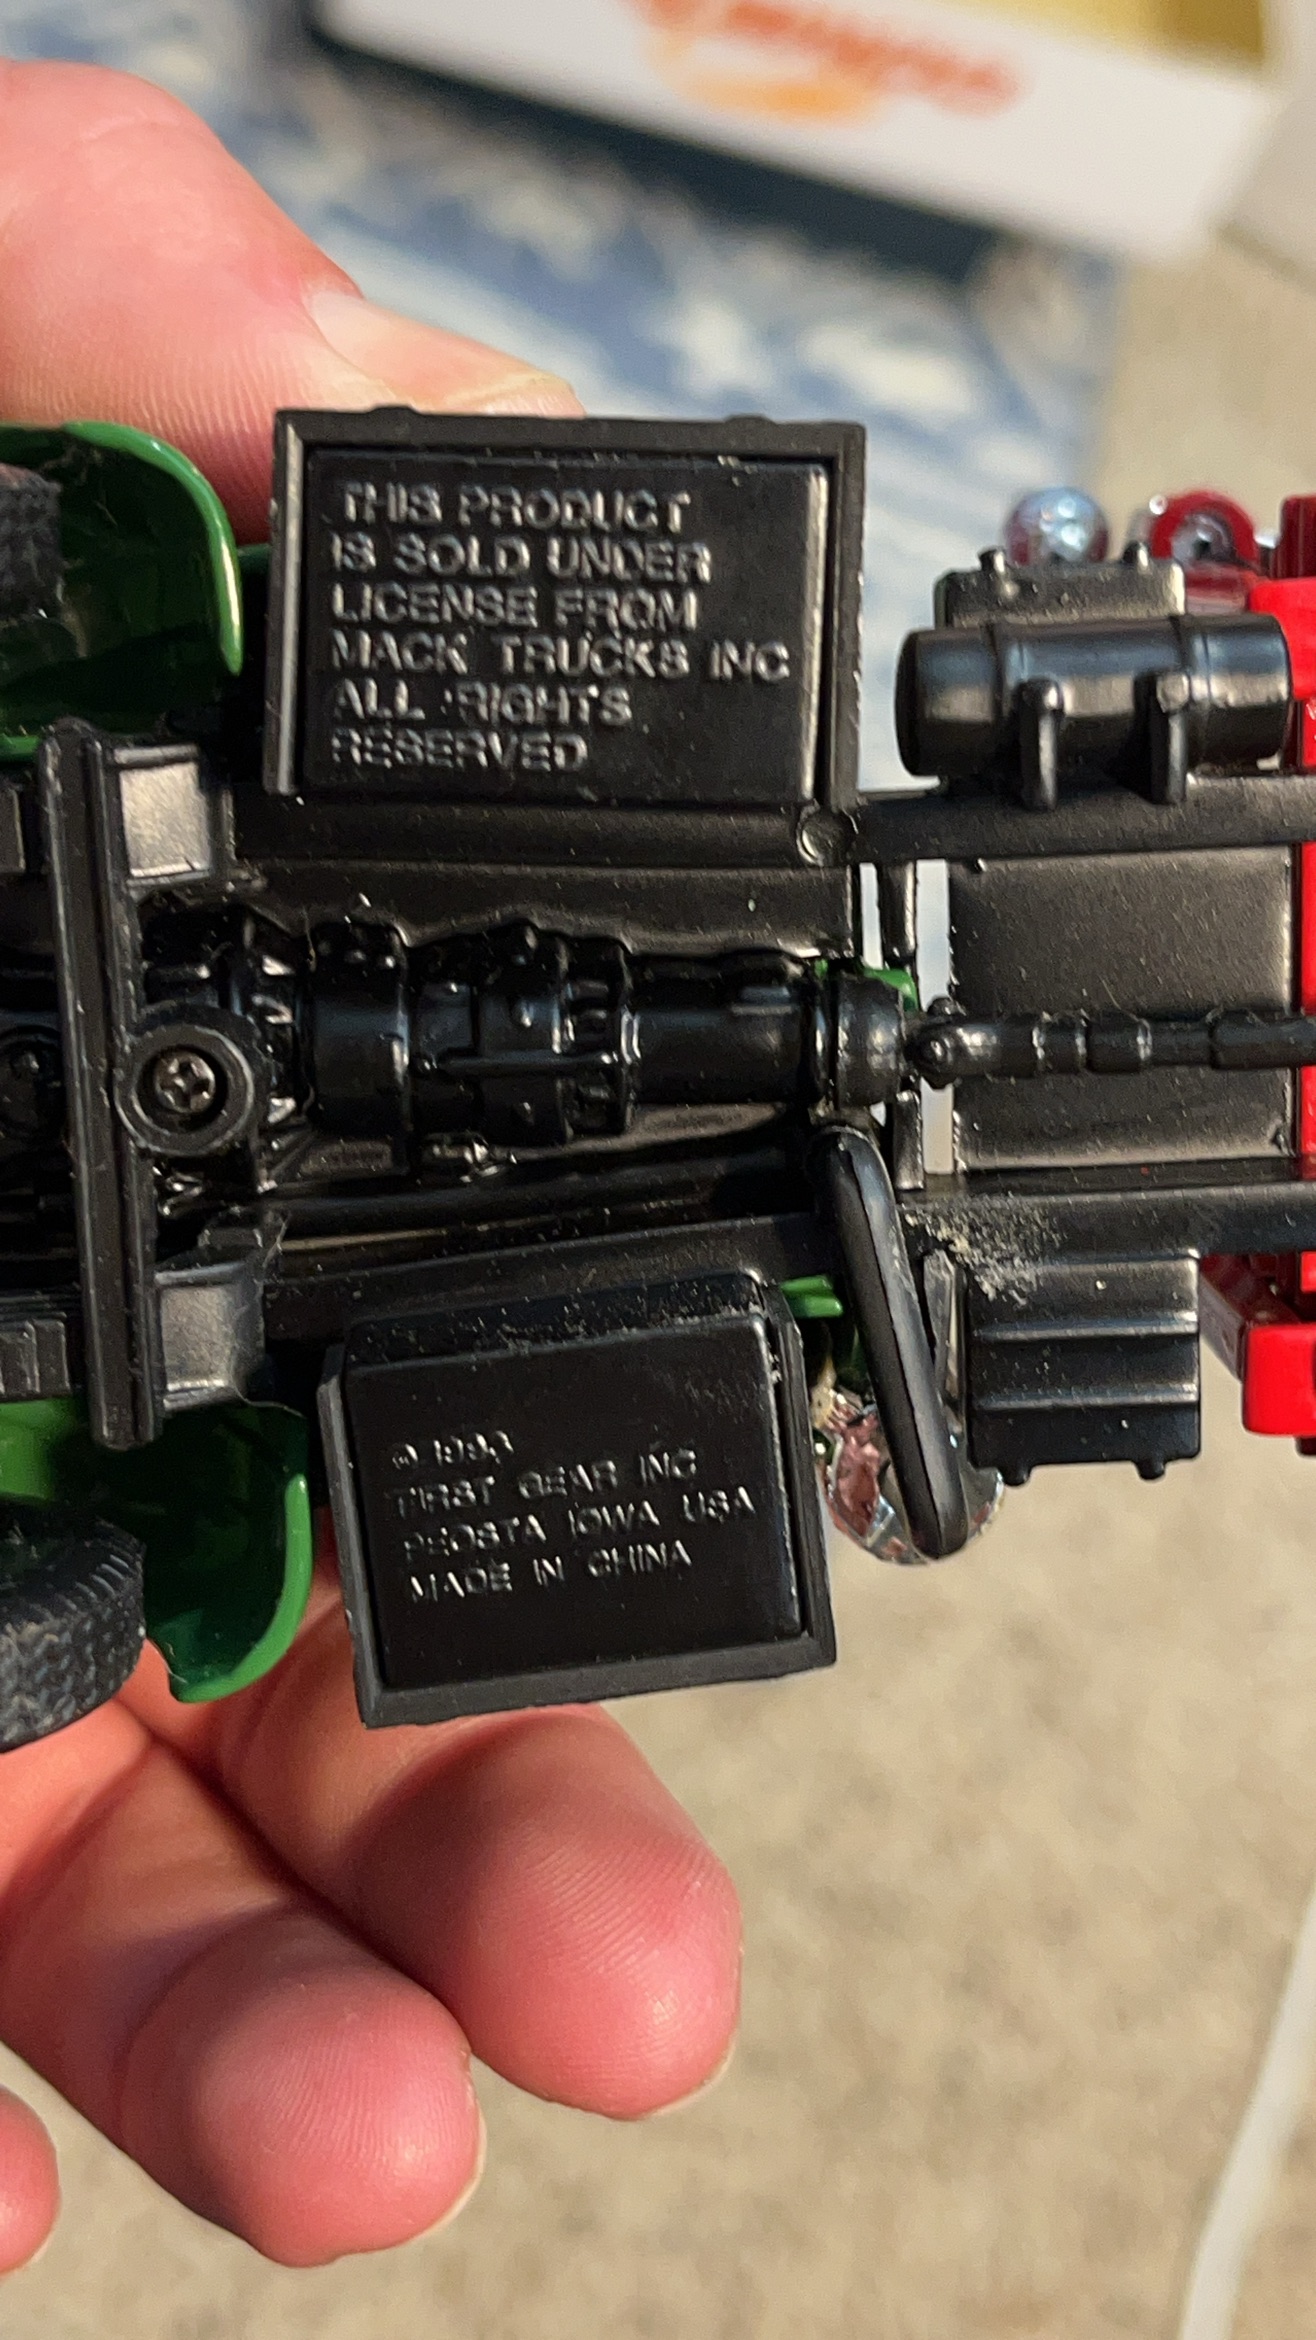 THIS PRODUCT
IS SOLD UNDER
LICENSE FROM
MACK TRUCKS INC
ALL RIGHTS
RESERVED
© 1993
FIRST GEAR INC
PEOSTA IOWA USA
MADE IN CHINA